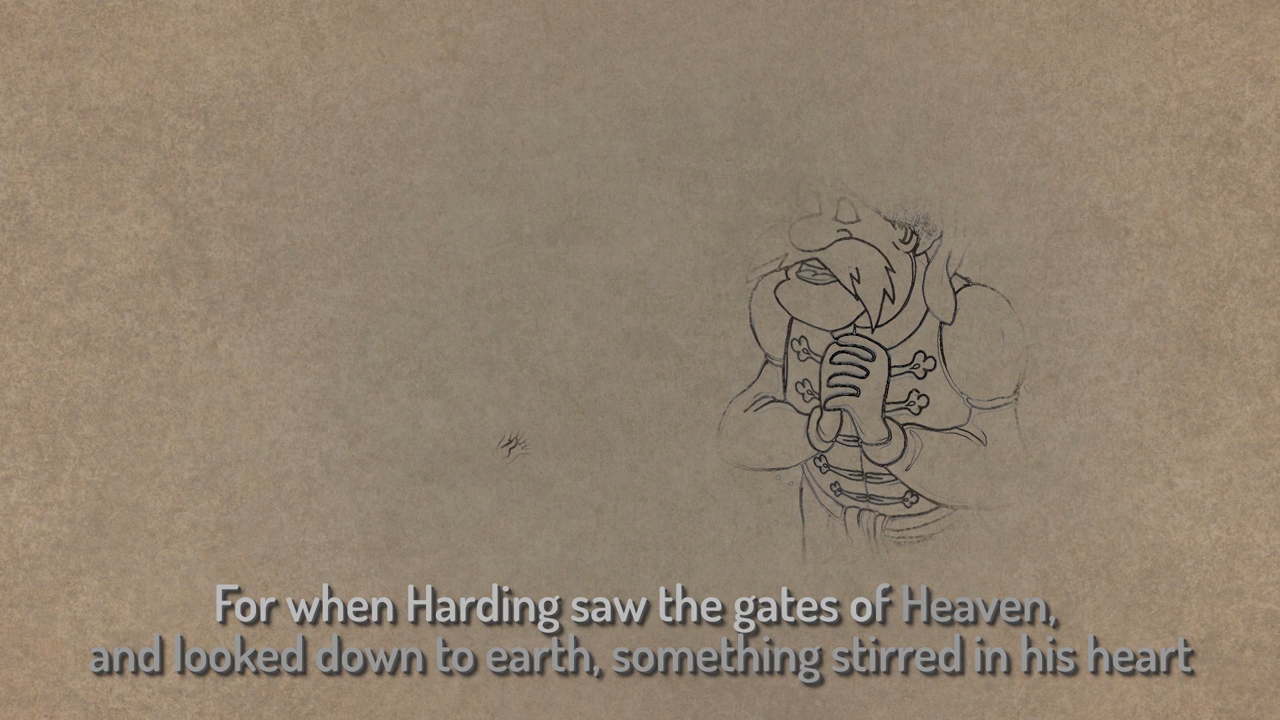 For when Harding saw the gates of Heaven,
and looked down to earth, something stirred in his heart